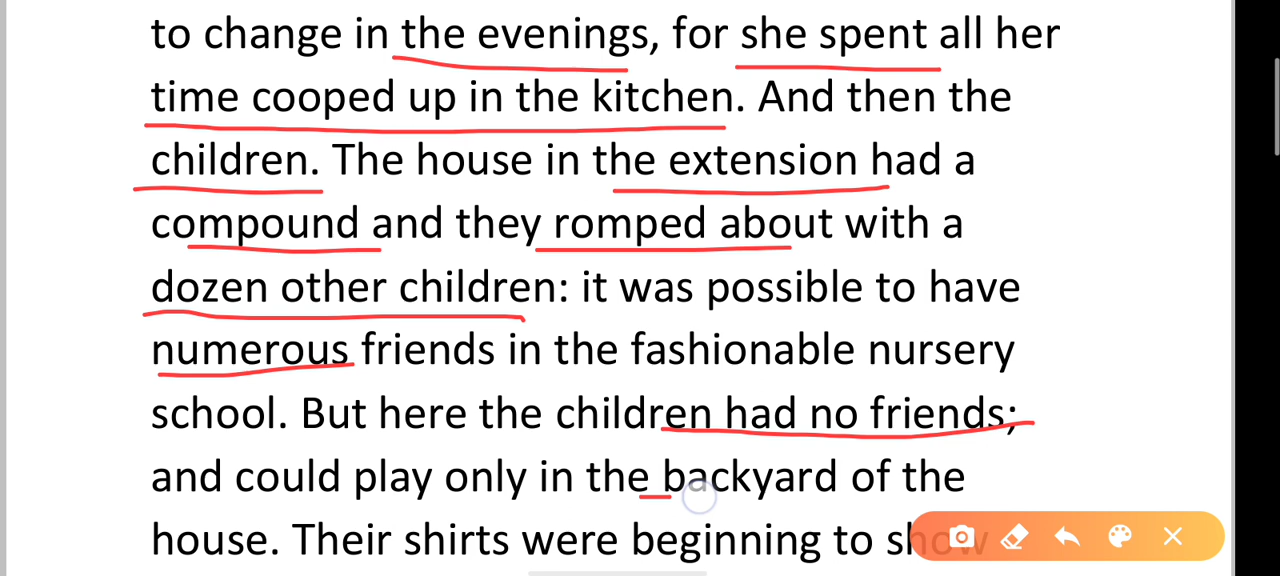 to change in the evenings, for she spent all her
time cooped up in the kitchen. And then the
children. The house in the extension had a
compound and they romped about with a
dozen other children: it was possible to have
numerous friends in the fashionable nursery
school. But here the children had no friends;
and could play only in the backyard of the
house. Their shirts were beginning to show